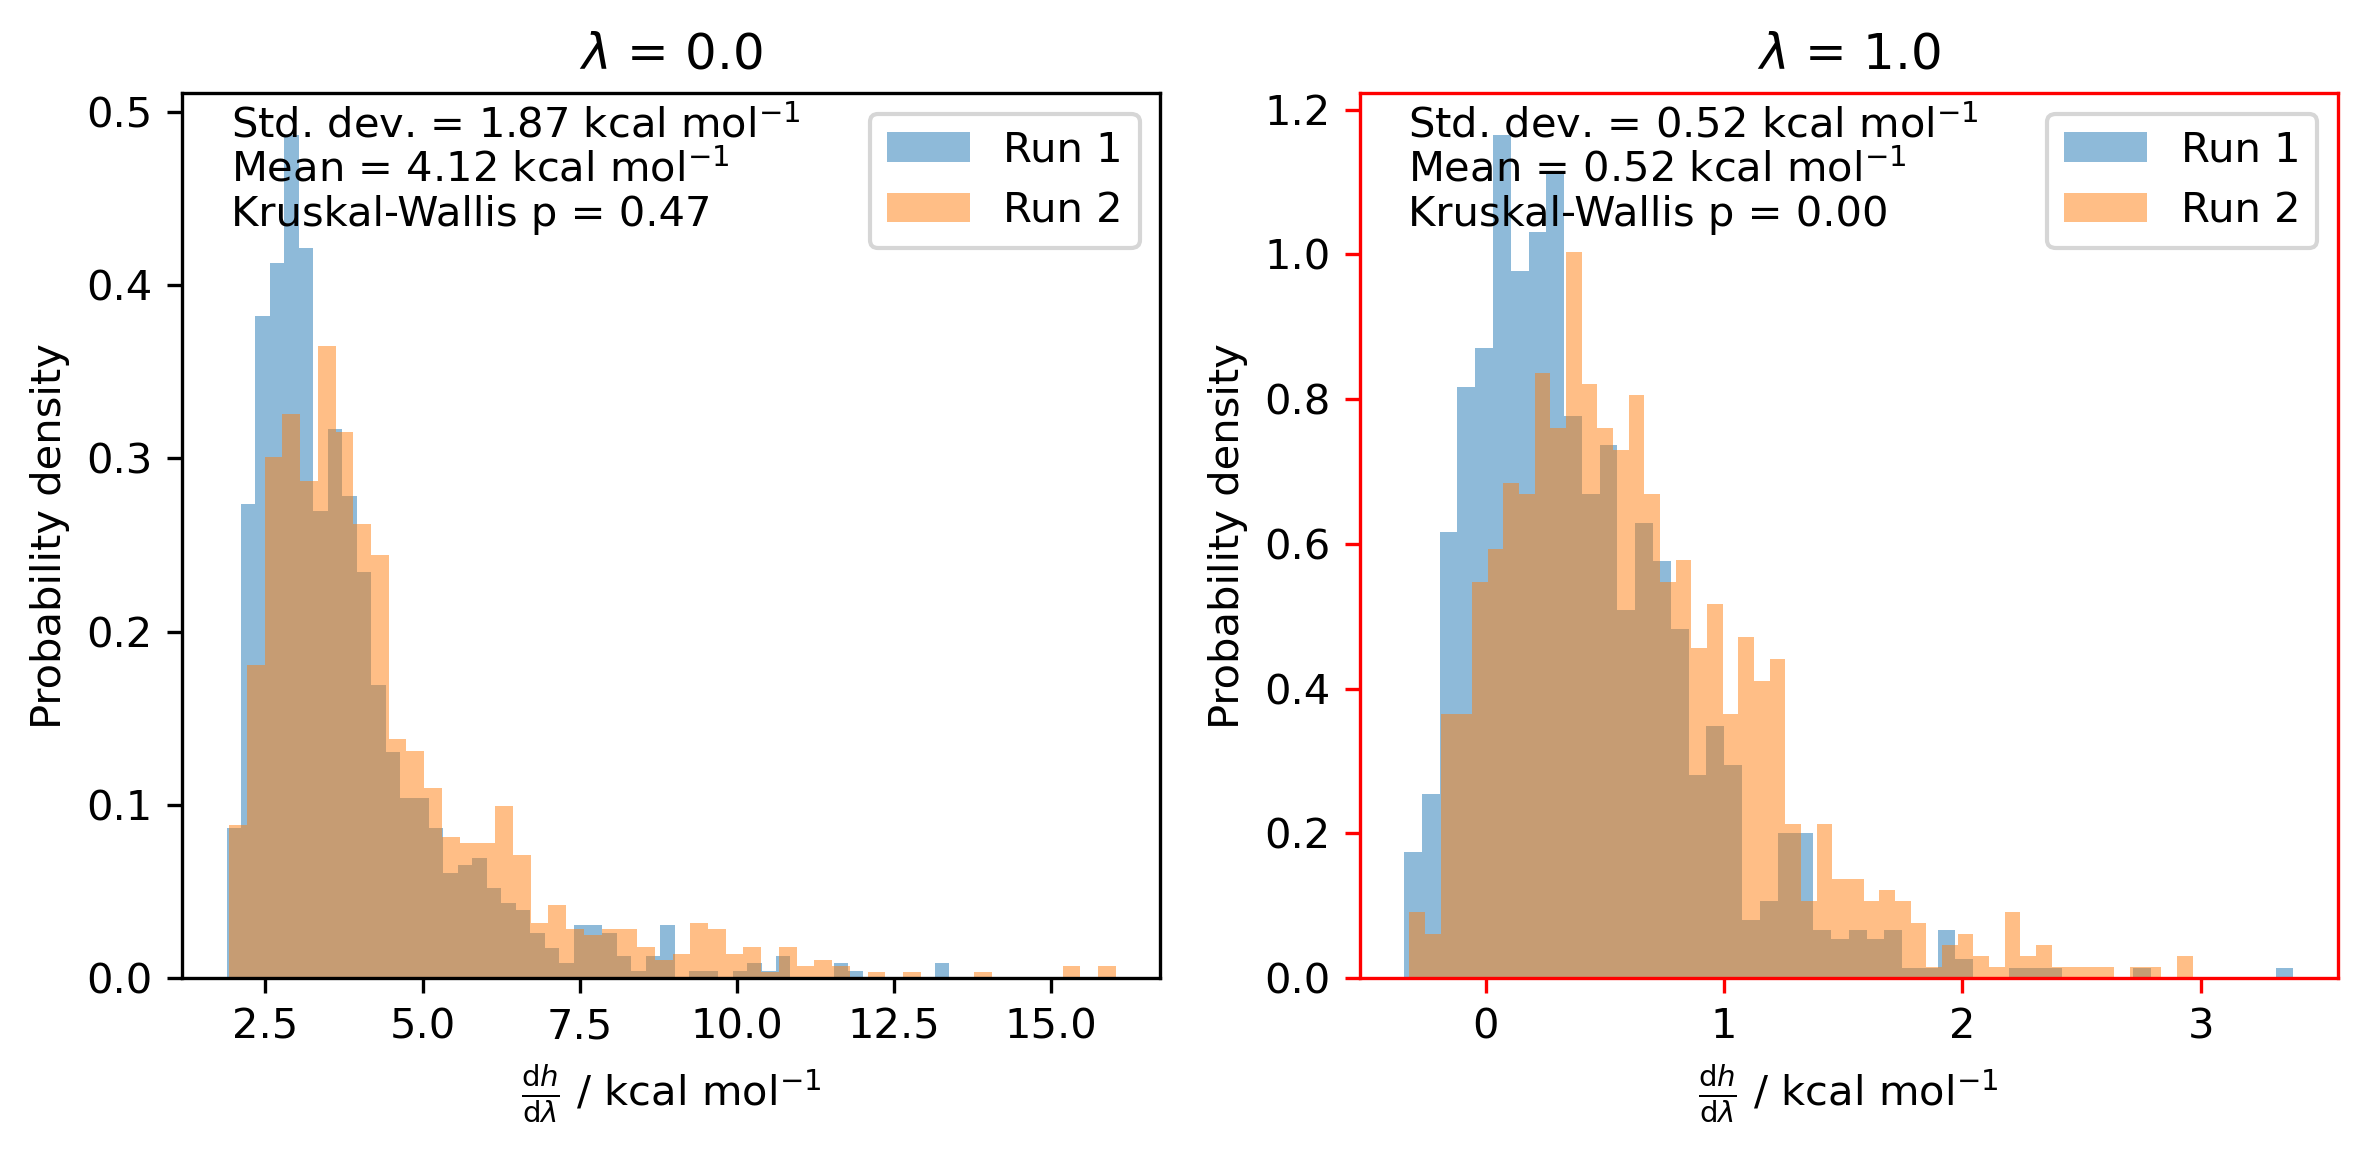 λ = 0.0
Std. dev. = 1.87 kcal mol⁻¹
Mean = 4.12 kcal mol⁻¹
Kruskal-Wallis p = 0.47
Run 1
Run 2
Probability density
0.5
0.4
0.3
0.2
0.1
0.0
2.5 5.0 7.5 10.0 12.5 15.0
dh/dλ / kcal mol⁻¹
λ = 1.0
Std. dev. = 0.52 kcal mol⁻¹
Mean = 0.52 kcal mol⁻¹
Kruskal-Wallis p = 0.00
Run 1
Run 2
Probability density
1.2
1.0
0.8
0.6
0.4
0.2
0.0
0 1 2 3
dh/dλ / kcal mol⁻¹